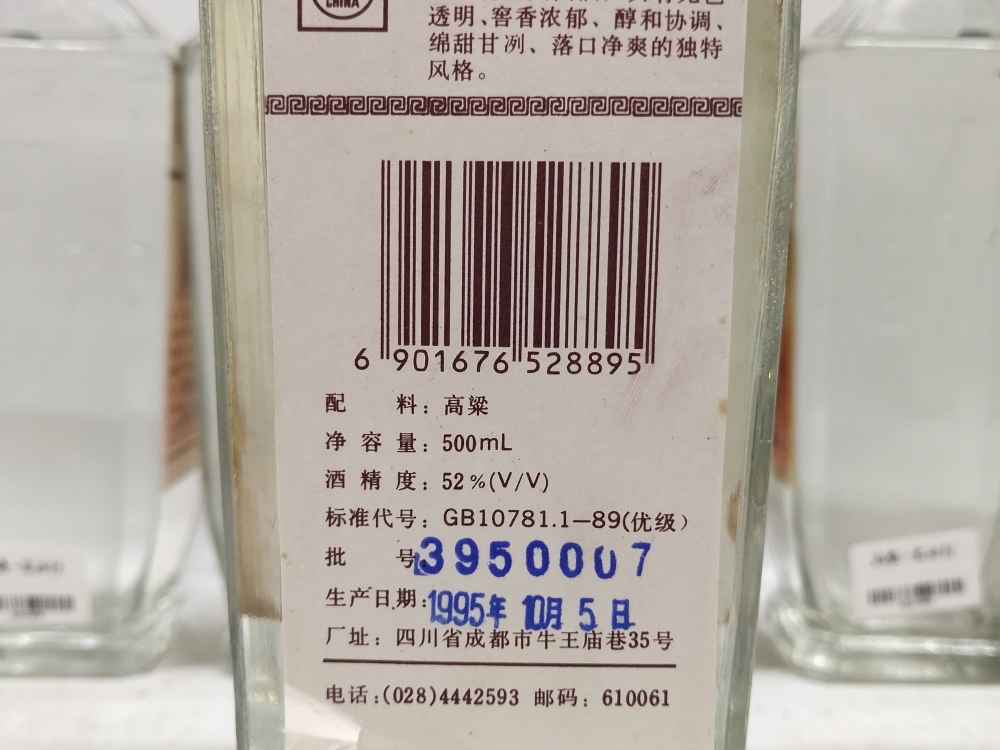 CHINA
透明、窖香浓郁、醇和协调、
绵甜甘冽、落口净爽的独特
风格。
6 901676 528895
配 料：高粱
净容量：500mL
酒精度：52%(V/V)
标准代号：GB10781.1—89(优级）
批 号 3950007
生产日期：1995年10月5日
厂址：四川省成都市牛王庙巷35号
电话：(028)4442593 邮码：610061